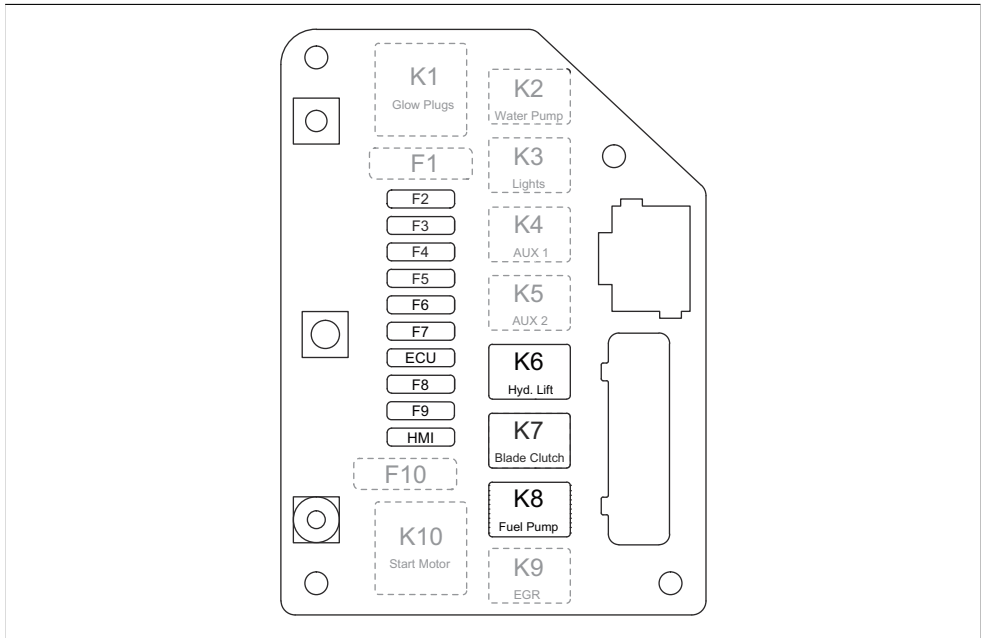 K1
Glow Plugs
K2
Water Pump
F1
K3
Lights
F2
F3
F4
F5
F6
F7
ECU
F8
F9
HMI
K4
AUX 1
K5
AUX 2
K6
Hyd. Lift
K7
Blade Clutch
F10
K8
Fuel Pump
K10
Start Motor
K9
EGR